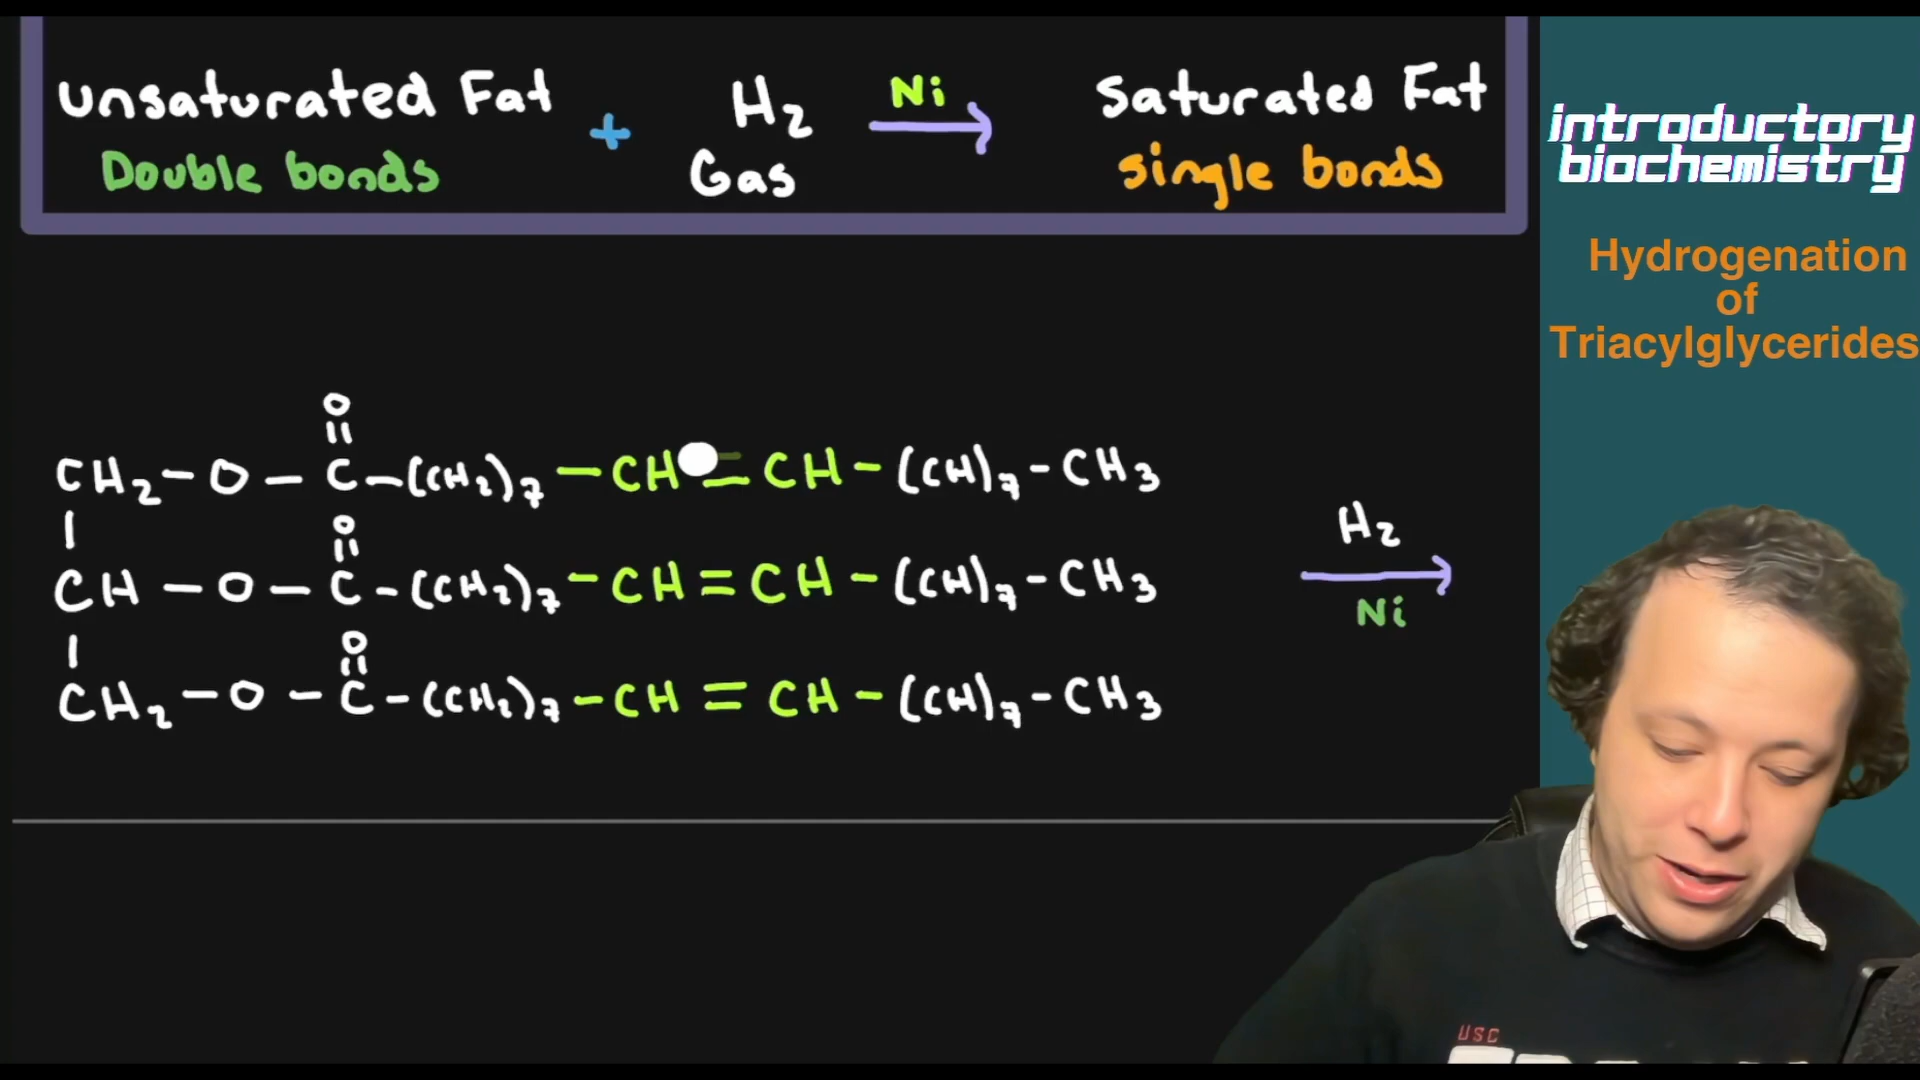 Unsaturated Fat + H₂ Ni → Saturated Fat
Double bonds Gas single bonds
introductory
biochemistry
Hydrogenation
of
Triacylglycerides
O
||
CH₂-O-C-(CH₂)₇-CH=CH-(CH)₇-CH₃
| O
||
CH-O-C-(CH₂)₇-CH=CH-(CH)₇-CH₃
| O
||
CH₂-O-C-(CH₂)₇-CH=CH-(CH)₇-CH₃
H₂
→
Ni
USC